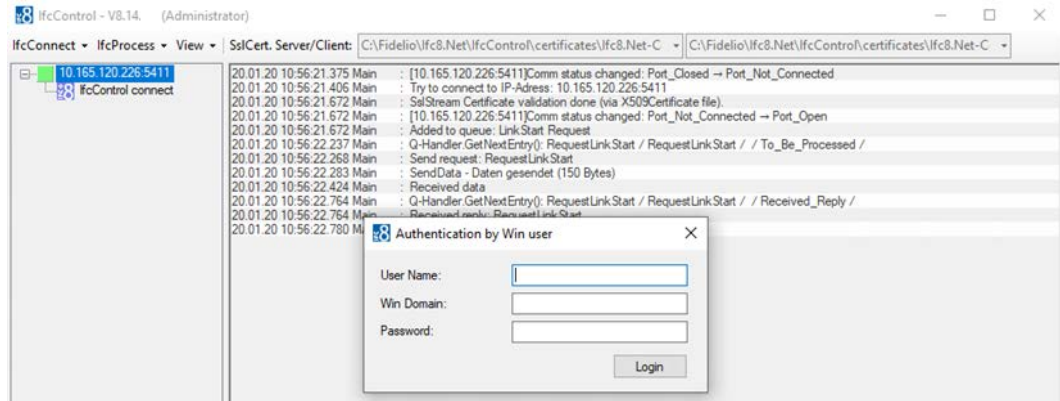 IfcControl - V8.14. (Administrator)
IfcConnect IfcProcess View SslCert. Server/Client: C:\Fidelio\Ifc8.Net\IfcControl\certificates\Ifc8.Net-C C:\Fidelio\Ifc8.Net\IfcControl\certificates\Ifc8.Net-C
10.165.120.226:5411
IfcControl connect
20.01.20 10:56:21.375 Main : [10.165.120.226:5411]Comm status changed: Port_Closed → Port_Not_Connected
20.01.20 10:56:21.406 Main : Try to connect to IP-Adress: 10.165.120.226:5411
20.01.20 10:56:21.672 Main : SslStream Certificate validation done (via X509Certificate file).
20.01.20 10:56:21.672 Main : [10.165.120.226:5411]Comm status changed: Port_Not_Connected → Port_Open
20.01.20 10:56:21.672 Main : Added to queue: LinkStart Request
20.01.20 10:56:22.237 Main : Q-Handler.GetNextEntry(): RequestLinkStart / RequestLinkStart / / To_Be_Processed /
20.01.20 10:56:22.268 Main : Send request: RequestLinkStart
20.01.20 10:56:22.283 Main : SendData - Daten gesendet (150 Bytes)
20.01.20 10:56:22.424 Main : Received data
20.01.20 10:56:22.764 Main : Q-Handler.GetNextEntry(): RequestLinkStart / RequestLinkStart / / Received_Reply /
20.01.20 10:56:22.764 Main : Received reply: RequestLinkStart
20.01.20 10:56:22.780
Authentication by Win user
User Name:
Win Domain:
Password:
Login